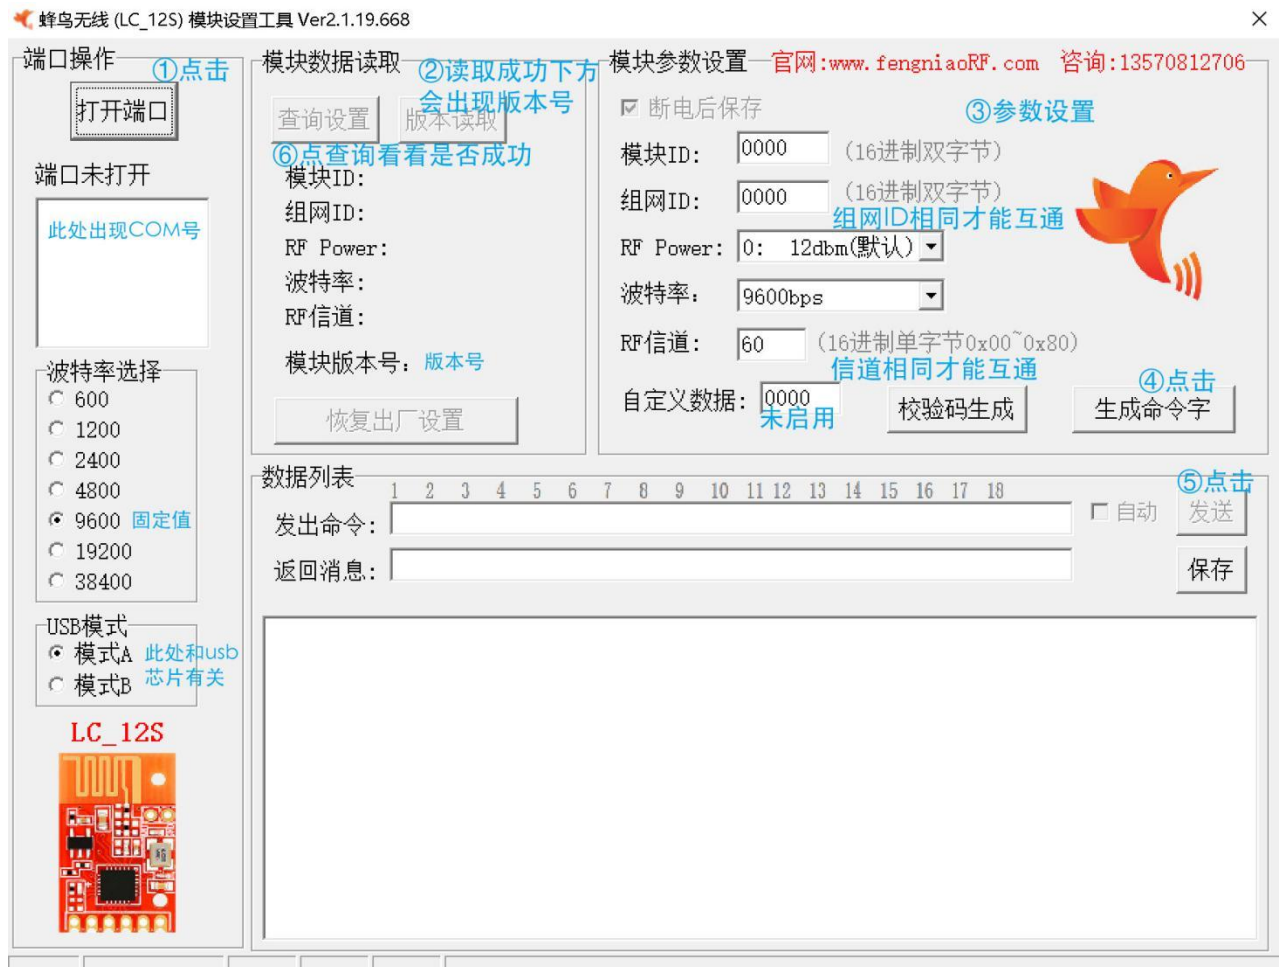 蜂鸟无线 (LC_12S) 模块设置工具 Ver2.1.19.668
端口操作
①点击
打开端口
端口未打开
此处出现COM号
波特率选择
600
1200
2400
4800
9600 固定值
19200
38400
USB模式
模式A 此处和usb
模式B 芯片有关
LC_12S
模块数据读取 ②读取成功下方
会出现版本号
查询设置 版本读取
⑥点查询看看是否成功
模块ID:
组网ID:
RF Power:
波特率:
RF信道:
模块版本号: 版本号
恢复出厂设置
模块参数设置 官网:www.fengniaoRF.com 咨询:13570812706
断电后保存 ③参数设置
模块ID: 0000 (16进制双字节)
组网ID: 0000 (16进制双字节)
组网ID相同才能互通
RF Power: 0: 12dbm(默认)
波特率: 9600bps
RF信道: 60 (16进制单字节0x00~0x80)
信道相同才能互通
④点击
自定义数据: 0000 校验码生成 生成命令字
未启用
数据列表
1 2 3 4 5 6 7 8 9 10 11 12 13 14 15 16 17 18
⑤点击
发出命令: 自动 发送
返回消息: 保存